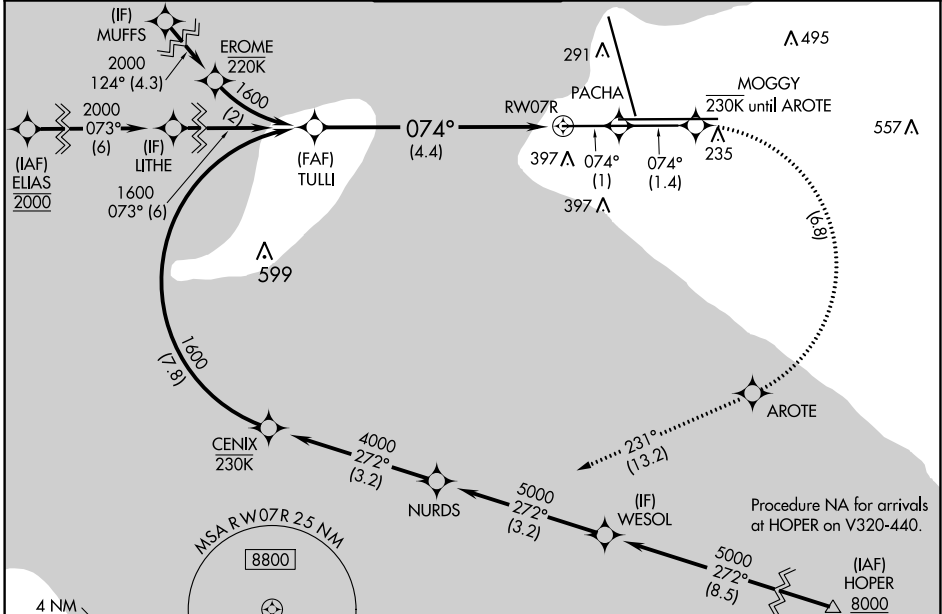 (IF)
MUFFS
2000
124° (4.3)
EROME
220K
1600
(2)
291
495
PACHA
MOGGY
230K until AROTE
RW07R
557
2000
073°
(6)
(IAF)
ELIAS
2000
(IF)
LITHE
1600
073° (6)
(FAF)
TULLI
074°
(4.4)
397
074°
(1)
074°
(1.4)
235
397
(6.8)
599
1600
(7.8)
AROTE
231°
(13.2)
CENIX
230K
4000
272°
(3.2)
NURDS
5000
272°
(3.2)
(IF)
WESOL
Procedure NA for arrivals
at HOPER on V320-440.
5000
272°
(8.5)
(IAF)
HOPER
8000
MSA RW07R 25 NM
8800
4 NM